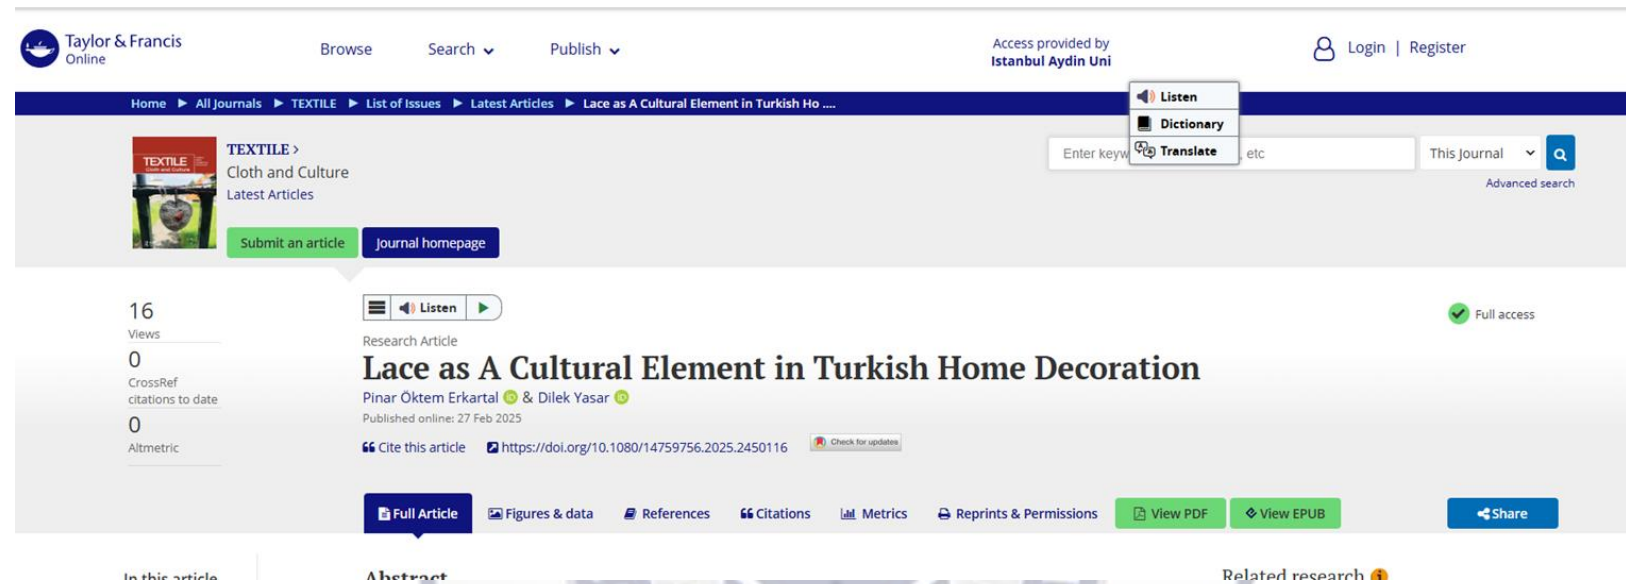 Taylor & Francis
Online
Browse
Search
Publish
Access provided by
Istanbul Aydin Uni
Login | Register
Home ▶ All Journals ▶ TEXTILE ▶ List of Issues ▶ Latest Articles ▶ Lace as A Cultural Element in Turkish Ho ....
Listen
Dictionary
Translate
TEXTILE
TEXTILE >
Cloth and Culture
Latest Articles
Enter keyw
, etc
This Journal
Advanced search
Submit an article
Journal homepage
16
Views
0
CrossRef
citations to date
0
Altmetric
Listen
Full access
Research Article
Lace as A Cultural Element in Turkish Home Decoration
Pinar Öktem Erkartal & Dilek Yasar
Published online: 27 Feb 2025
Cite this article
https://doi.org/10.1080/14759756.2025.2450116
Check for updates
Full Article
Figures & data
References
Citations
Metrics
Reprints & Permissions
View PDF
View EPUB
Share
In this article
Abstract
Related research